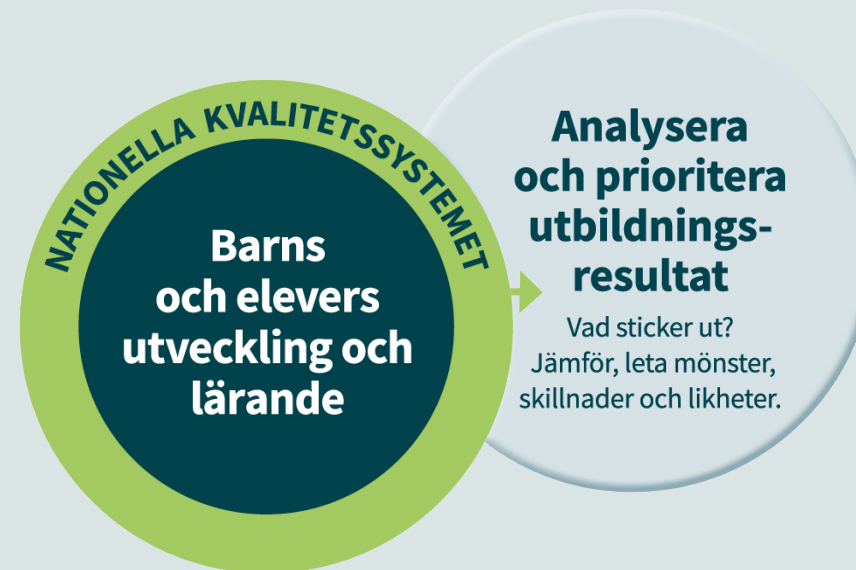 NATIONELLA KVALITETSSYSTEMET
Barns
och elevers
utveckling och
lärande
Analysera
och prioritera
utbildnings-
resultat
Vad sticker ut?
Jämför, leta mönster,
skillnader och likheter.